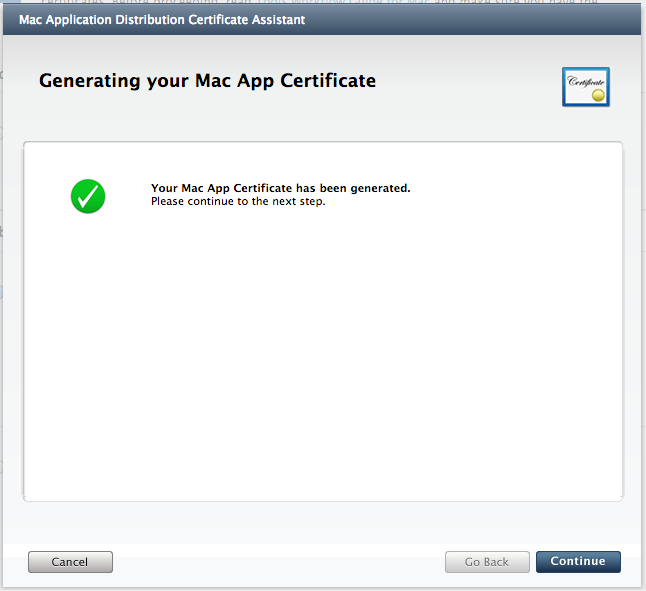 Mac Application Distribution Certificate Assistant
Generating your Mac App Certificate
Certificate
Your Mac App Certificate has been generated.
Please continue to the next step.
Cancel
Go Back
Continue